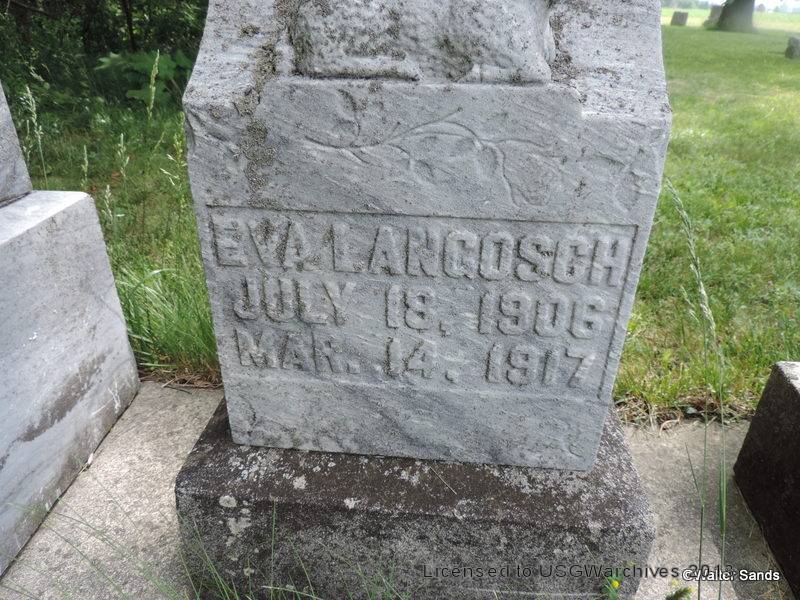 EVA LANGOSCH
JULY 18, 1906
MAR. 14, 1917
Licensed to USGWarchives 2013
©Walter Sands